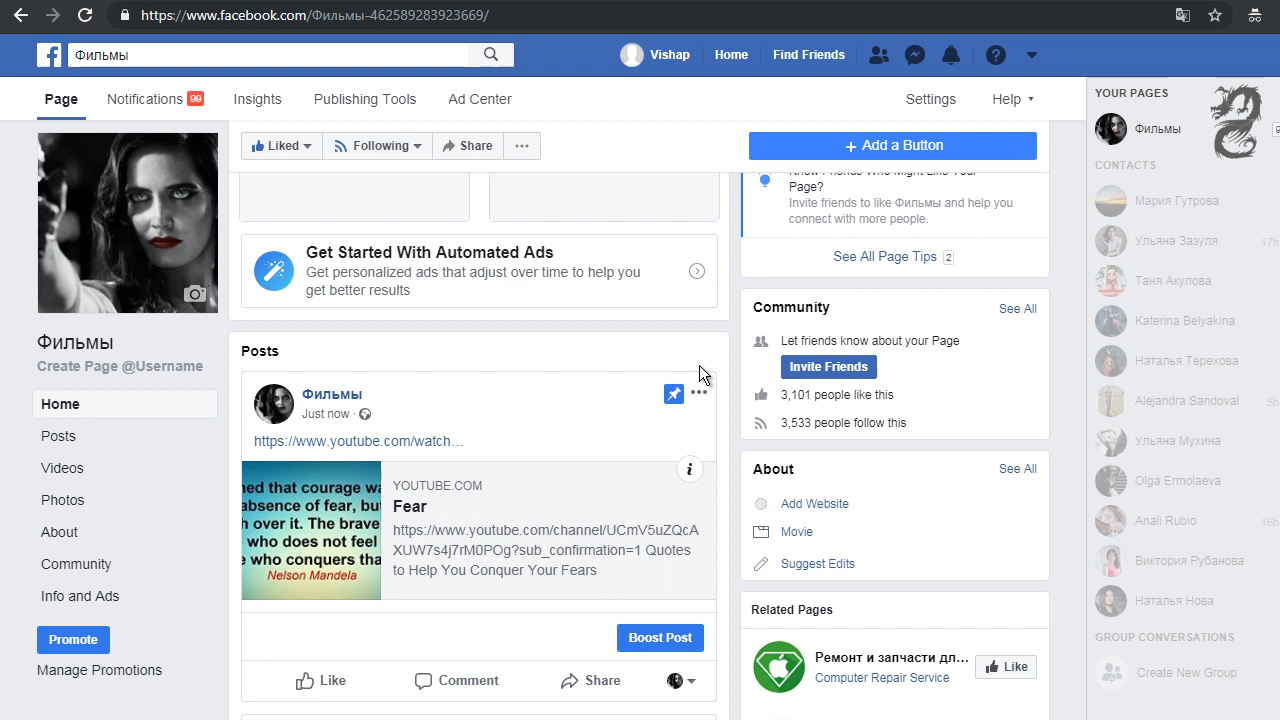 https://www.facebook.com/Фильмы-462589283923669/
Фильмы
Vishap
Home
Find Friends
Page
Notifications 99
Insights
Publishing Tools
Ad Center
Settings
Help
Liked
Following
Share
+ Add a Button
Page?
Invite friends to like Фильмы and help you
connect with more people.
See All Page Tips 2
Get Started With Automated Ads
Get personalized ads that adjust over time to help you
get better results
Фильмы
Create Page @Username
Home
Posts
Videos
Photos
About
Community
Info and Ads
Promote
Manage Promotions
Posts
Фильмы
Just now
https://www.youtube.com/watch...
YOUTUBE.COM
Fear
https://www.youtube.com/channel/UCmV5uZQcA
XUW7s4j7rM0POg?sub_confirmation=1 Quotes
to Help You Conquer Your Fears
ned that courage wa
absence of fear, bu
h over it. The brave
who does not feel
e who conquers tha
Nelson Mandela
Boost Post
Like
Comment
Share
Community
See All
Let friends know about your Page
Invite Friends
3,101 people like this
3,533 people follow this
About
See All
Add Website
Movie
Suggest Edits
Related Pages
Ремонт и запчасти дл...
Computer Repair Service
Like
YOUR PAGES
Фильмы
CONTACTS
Мария Гутрова
Ульяна Зазуля 17h
Таня Акулова
Katerina Belyakina
Наталья Терехова
Alejandra Sandoval 5h
Ульяна Мухина
Olga Ermolaeva
Anali Rubio 16h
Виктория Рубанова
Наталья Нова
GROUP CONVERSATIONS
Create New Group